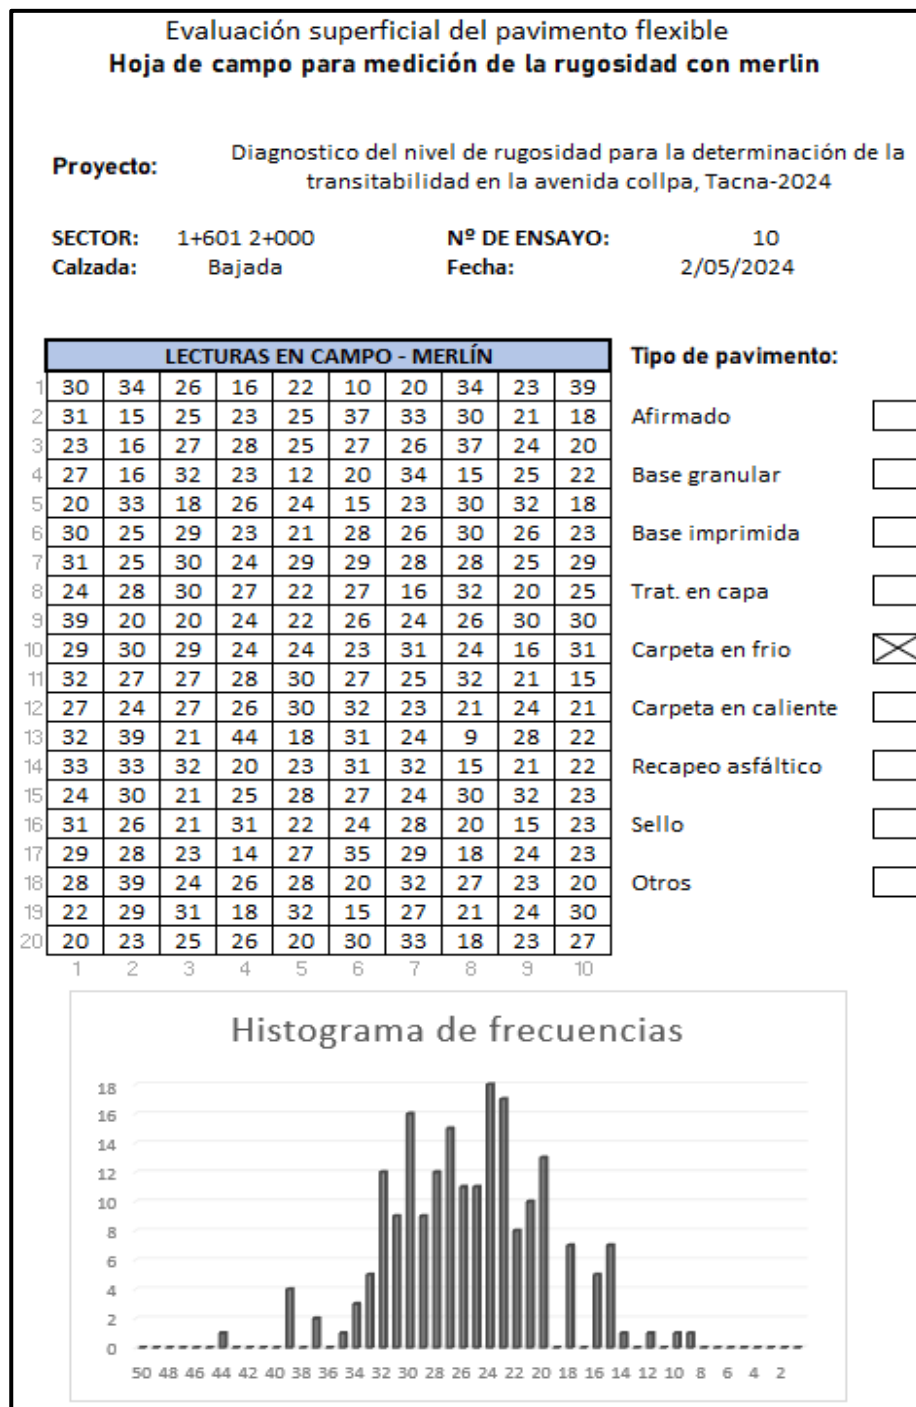 Evaluación superficial del pavimento flexible
Hoja de campo para medición de la rugosidad con merlin
Proyecto: Diagnostico del nivel de rugosidad para la determinación de la
transitabilidad en la avenida collpa, Tacna-2024
SECTOR: 1+601 2+000 Nº DE ENSAYO: 10
Calzada: Bajada Fecha: 2/05/2024
LECTURAS EN CAMPO - MERLÍN Tipo de pavimento:
1 30 34 26 16 22 10 20 34 23 39
2 31 15 25 23 25 37 33 30 21 18 Afirmado
3 23 16 27 28 25 27 26 37 24 20
4 27 16 32 23 12 20 34 15 25 22 Base granular
5 20 33 18 26 24 15 23 30 32 18
6 30 25 29 23 21 28 26 30 26 23 Base imprimida
7 31 25 30 24 29 29 28 28 25 29
8 24 28 30 27 22 27 16 32 20 25 Trat. en capa
9 39 20 20 24 22 26 24 26 30 30
10 29 30 29 24 24 23 31 24 16 31 Carpeta en frio
11 32 27 27 28 30 27 25 32 21 15
12 27 24 27 26 30 32 23 21 24 21 Carpeta en caliente
13 32 39 21 44 18 31 24 9 28 22
14 33 33 32 20 23 31 32 15 21 22 Recapeo asfáltico
15 24 30 21 25 28 27 24 30 32 23
16 31 26 21 31 22 24 28 20 15 23 Sello
17 29 28 23 14 27 35 29 18 24 23
18 28 39 24 26 28 20 32 27 23 20 Otros
19 22 29 31 18 32 15 27 21 24 30
20 20 23 25 26 20 30 33 18 23 27
1 2 3 4 5 6 7 8 9 10
Histograma de frecuencias
18
16
14
12
10
8
6
4
2
0
50 48 46 44 42 40 38 36 34 32 30 28 26 24 22 20 18 16 14 12 10 8 6 4 2